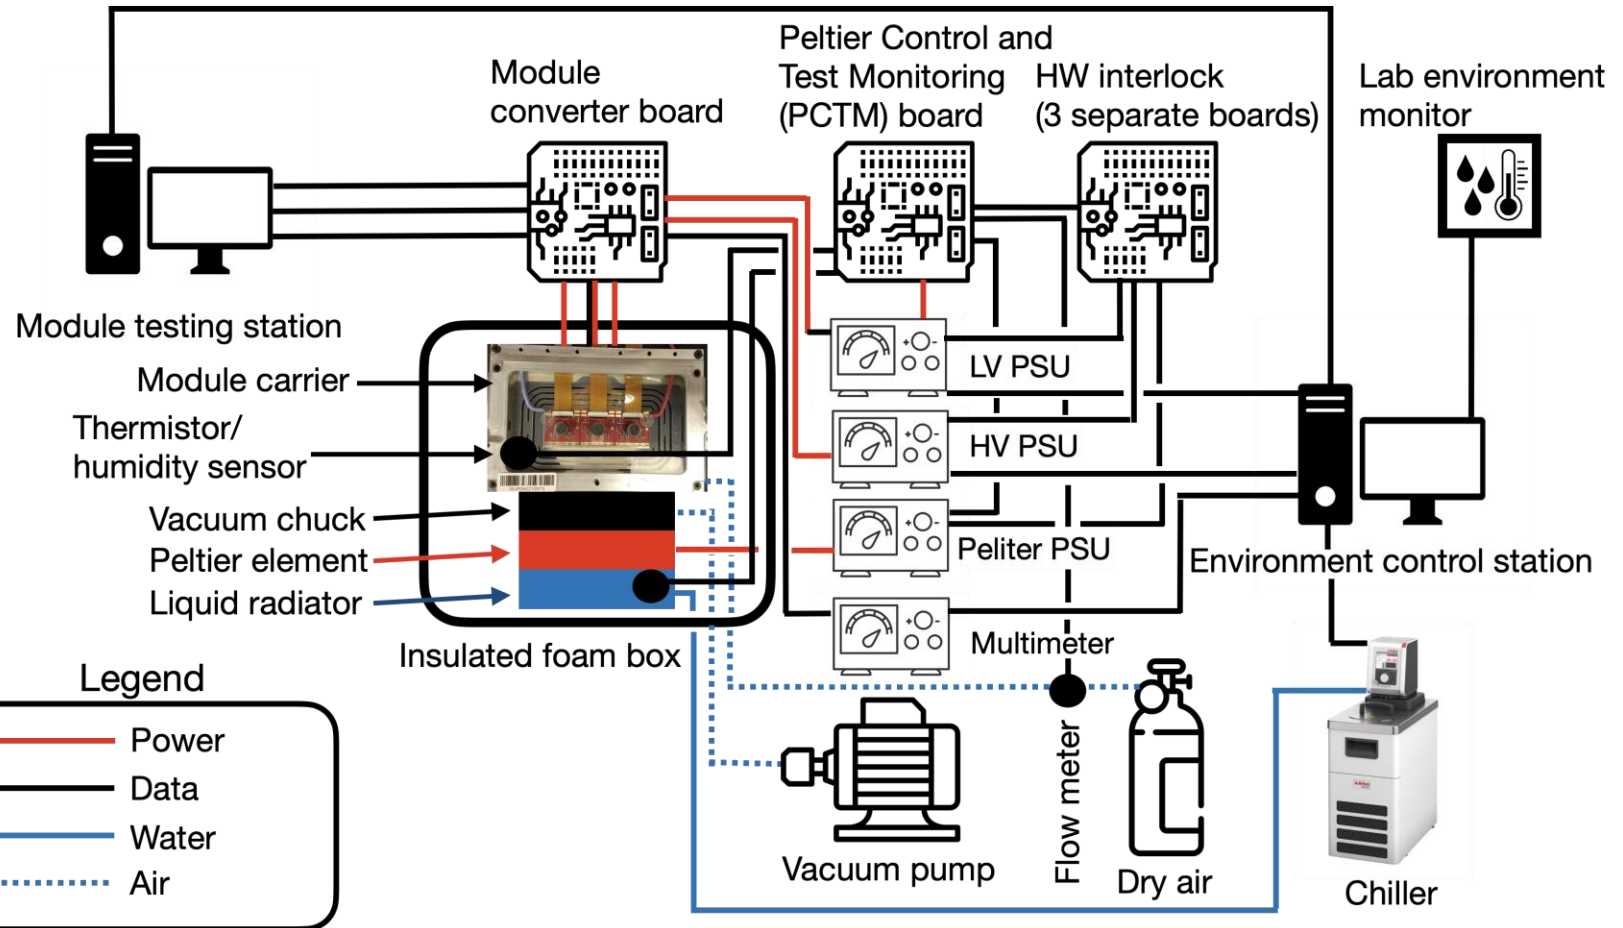 Peltier Control and
Test Monitoring
(PCTM) board
Module
converter board
HW interlock
(3 separate boards)
Lab environment
monitor
Module testing station
Module carrier
Thermistor/
humidity sensor
Vacuum chuck
Peltier element
Liquid radiator
Insulated foam box
LV PSU
HV PSU
Peliter PSU
Multimeter
Environment control station
Legend
Power
Data
Water
Air
Vacuum pump
Flow meter
Dry air
Chiller